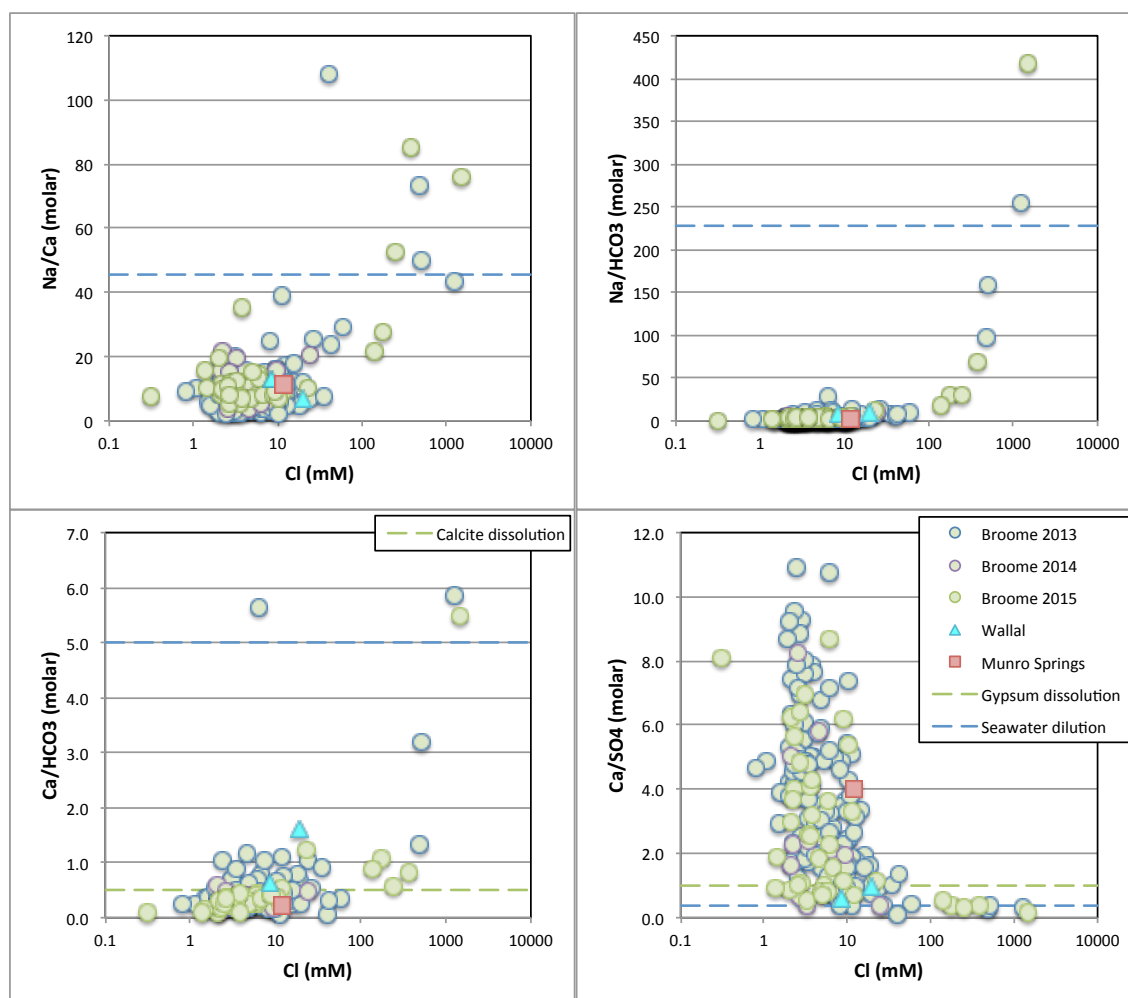 120
100
80
60
40
20
0
Na/Ca (molar)
0.1 1 10 100 1000 10000
Cl (mM)
450
400
350
300
250
200
150
100
50
0
Na/HCO3 (molar)
0.1 1 10 100 1000 10000
Cl (mM)
7.0
6.0
5.0
4.0
3.0
2.0
1.0
0.0
Ca/HCO3 (molar)
Calcite dissolution
0.1 1 10 100 1000 10000
Cl (mM)
12.0
10.0
8.0
6.0
4.0
2.0
0.0
Ca/SO4 (molar)
Broome 2013
Broome 2014
Broome 2015
Wallal
Munro Springs
Gypsum dissolution
Seawater dilution
0.1 1 10 100 1000 10000
Cl (mM)